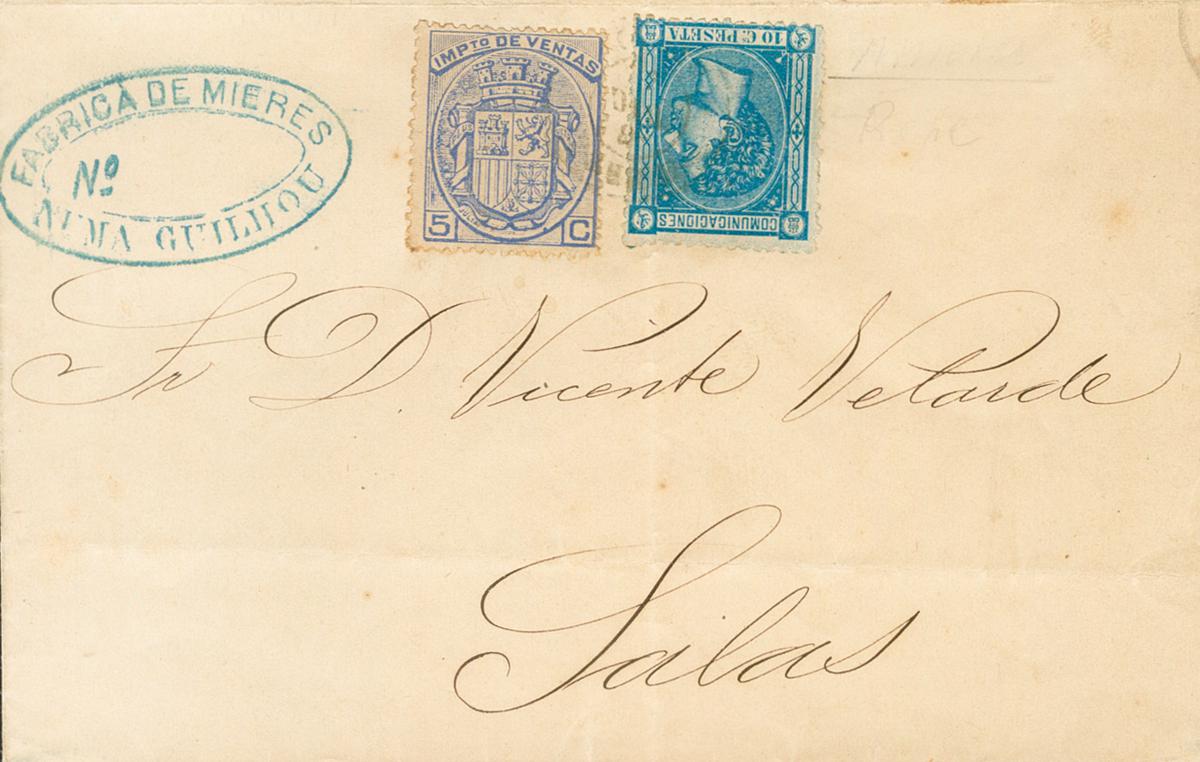 FABRICA DE MIERES
Nº
NUMA GUILHOU
IMPTO DE VENTAS
5 C
10 C. PESETA
COMUNICACIONES
Sr D. Vicente Velarde
Salas